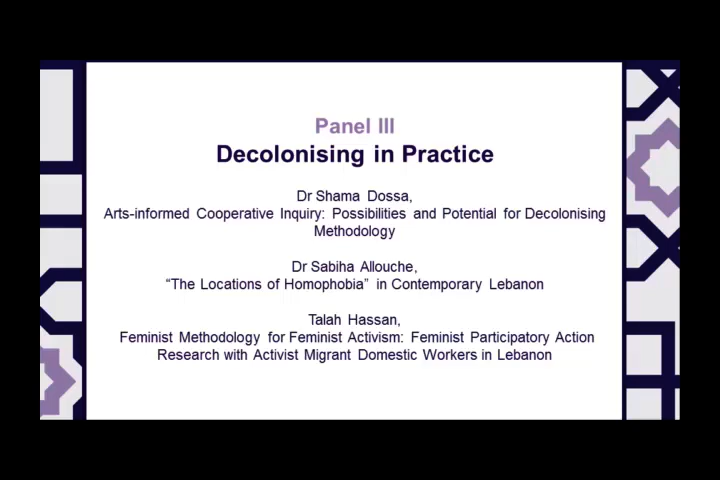 Panel III
Decolonising in Practice
Dr Shama Dossa,
Arts-informed Cooperative Inquiry: Possibilities and Potential for Decolonising
Methodology
Dr Sabiha Allouche,
“The Locations of Homophobia” in Contemporary Lebanon
Talah Hassan,
Feminist Methodology for Feminist Activism: Feminist Participatory Action
Research with Activist Migrant Domestic Workers in Lebanon